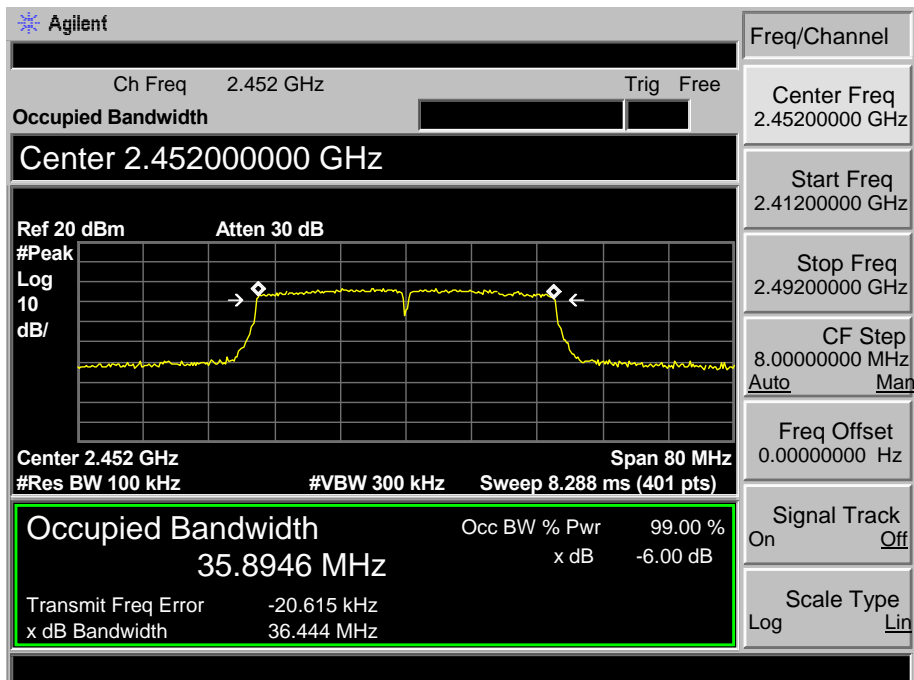 Agilent
Freq/Channel
Ch Freq 2.452 GHz Trig Free
Occupied Bandwidth
Center 2.452000000 GHz
Ref 20 dBm Atten 30 dB
#Peak
Log
10
dB/
Center 2.452 GHz Span 80 MHz
#Res BW 100 kHz #VBW 300 kHz Sweep 8.288 ms (401 pts)
Occupied Bandwidth
35.8946 MHz
Occ BW % Pwr 99.00 %
x dB -6.00 dB
Transmit Freq Error -20.615 kHz
x dB Bandwidth 36.444 MHz
Center Freq
2.45200000 GHz
Start Freq
2.41200000 GHz
Stop Freq
2.49200000 GHz
CF Step
8.00000000 MHz
Auto Man
Freq Offset
0.00000000 Hz
Signal Track
On Off
Scale Type
Log Lin